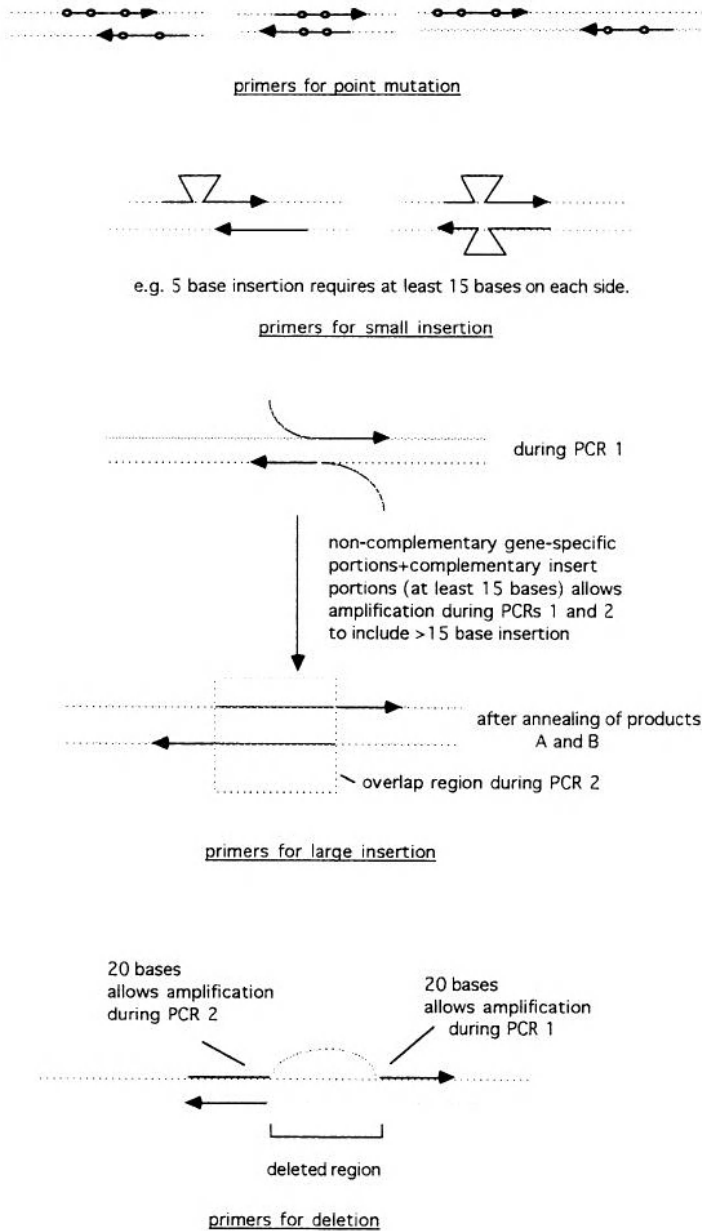 primers for point mutation
e.g. 5 base insertion requires at least 15 bases on each side.
primers for small insertion
during PCR 1
non-complementary gene-specific
portions+complementary insert
portions (at least 15 bases) allows
amplification during PCRs 1 and 2
to include >15 base insertion
after annealing of products
A and B
overlap region during PCR 2
primers for large insertion
20 bases
allows amplification
during PCR 2
20 bases
allows amplification
during PCR 1
deleted region
primers for deletion